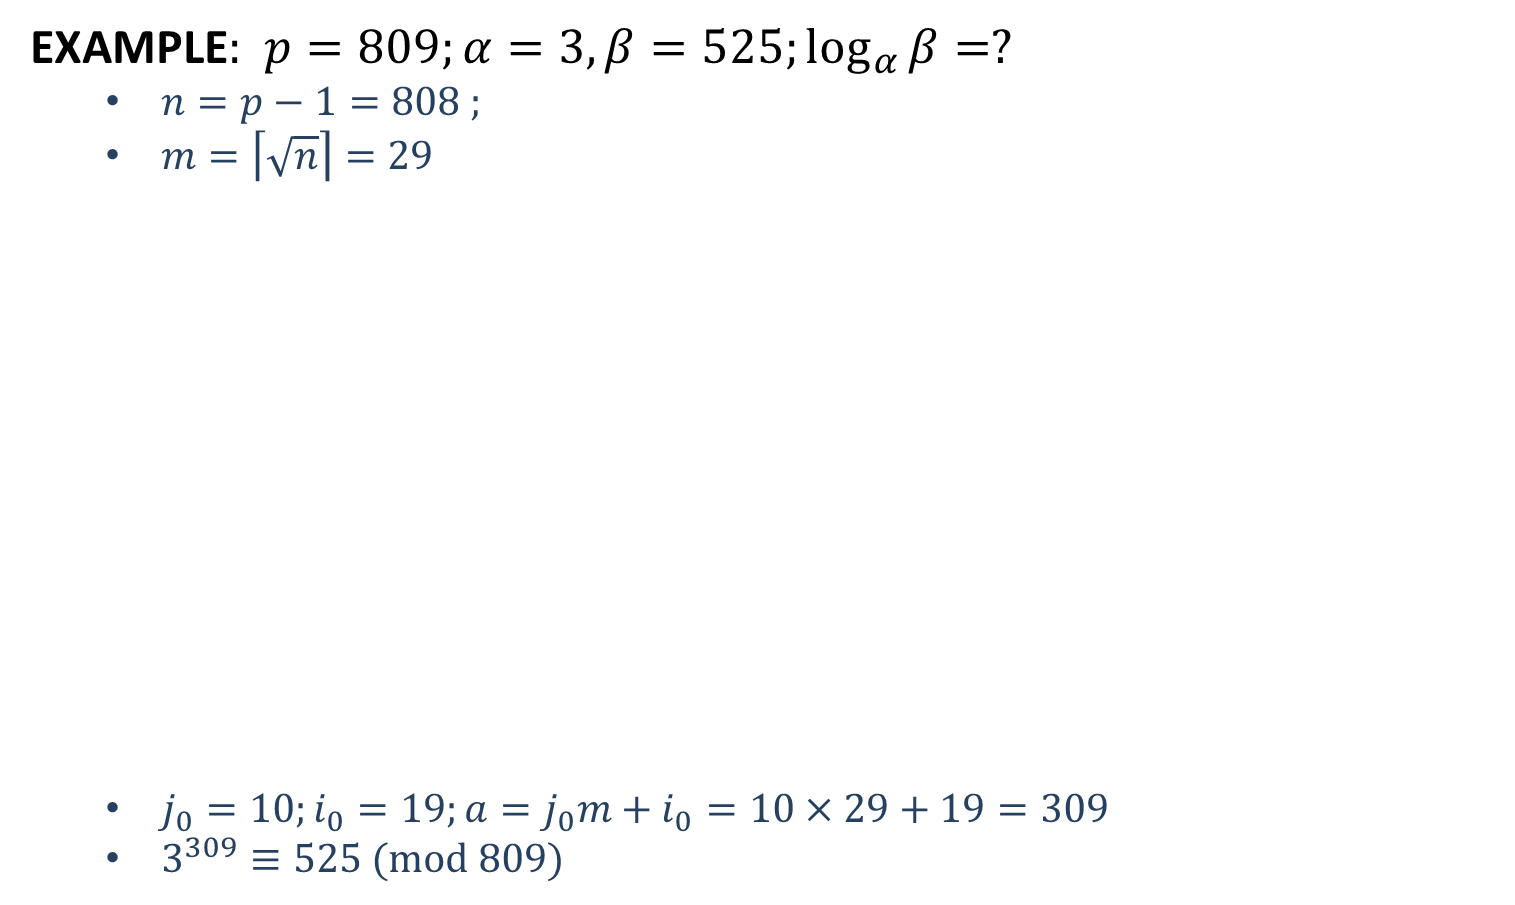 EXAMPLE: p = 809; α = 3, β = 525; log_α β =?
• n = p − 1 = 808 ;
• m = ⌈√n⌉ = 29
• j₀ = 10; i₀ = 19; a = j₀m + i₀ = 10 × 29 + 19 = 309
• 3³⁰⁹ ≡ 525 (mod 809)